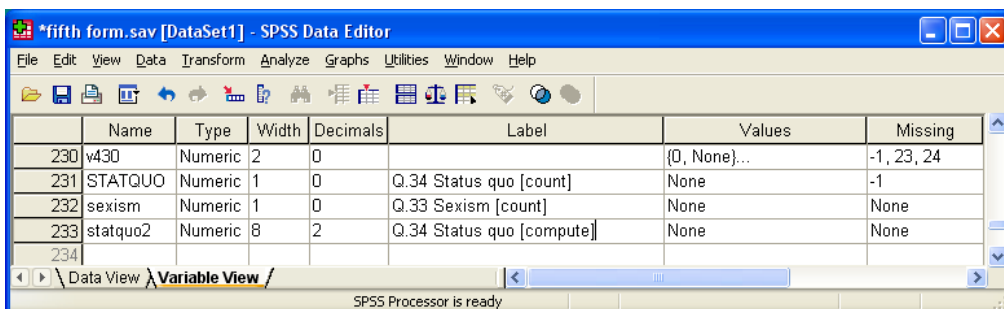 *fifth form.sav [DataSet1] - SPSS Data Editor
File Edit View Data Transform Analyze Graphs Utilities Window Help
Name Type Width Decimals Label Values Missing
230 v430 Numeric 2 0 {0, None}... -1, 23, 24
231 STATQUO Numeric 1 0 Q.34 Status quo [count] None -1
232 sexism Numeric 1 0 Q.33 Sexism [count] None None
233 statquo2 Numeric 8 2 Q.34 Status quo [compute] None None
234
Data View Variable View
SPSS Processor is ready